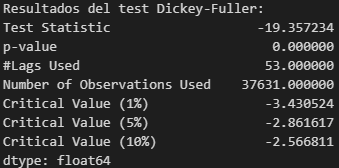 Resultados del test Dickey-Fuller:
Test Statistic -19.357234
p-value 0.000000
#Lags Used 53.000000
Number of Observations Used 37631.000000
Critical Value (1%) -3.430524
Critical Value (5%) -2.861617
Critical Value (10%) -2.566811
dtype: float64